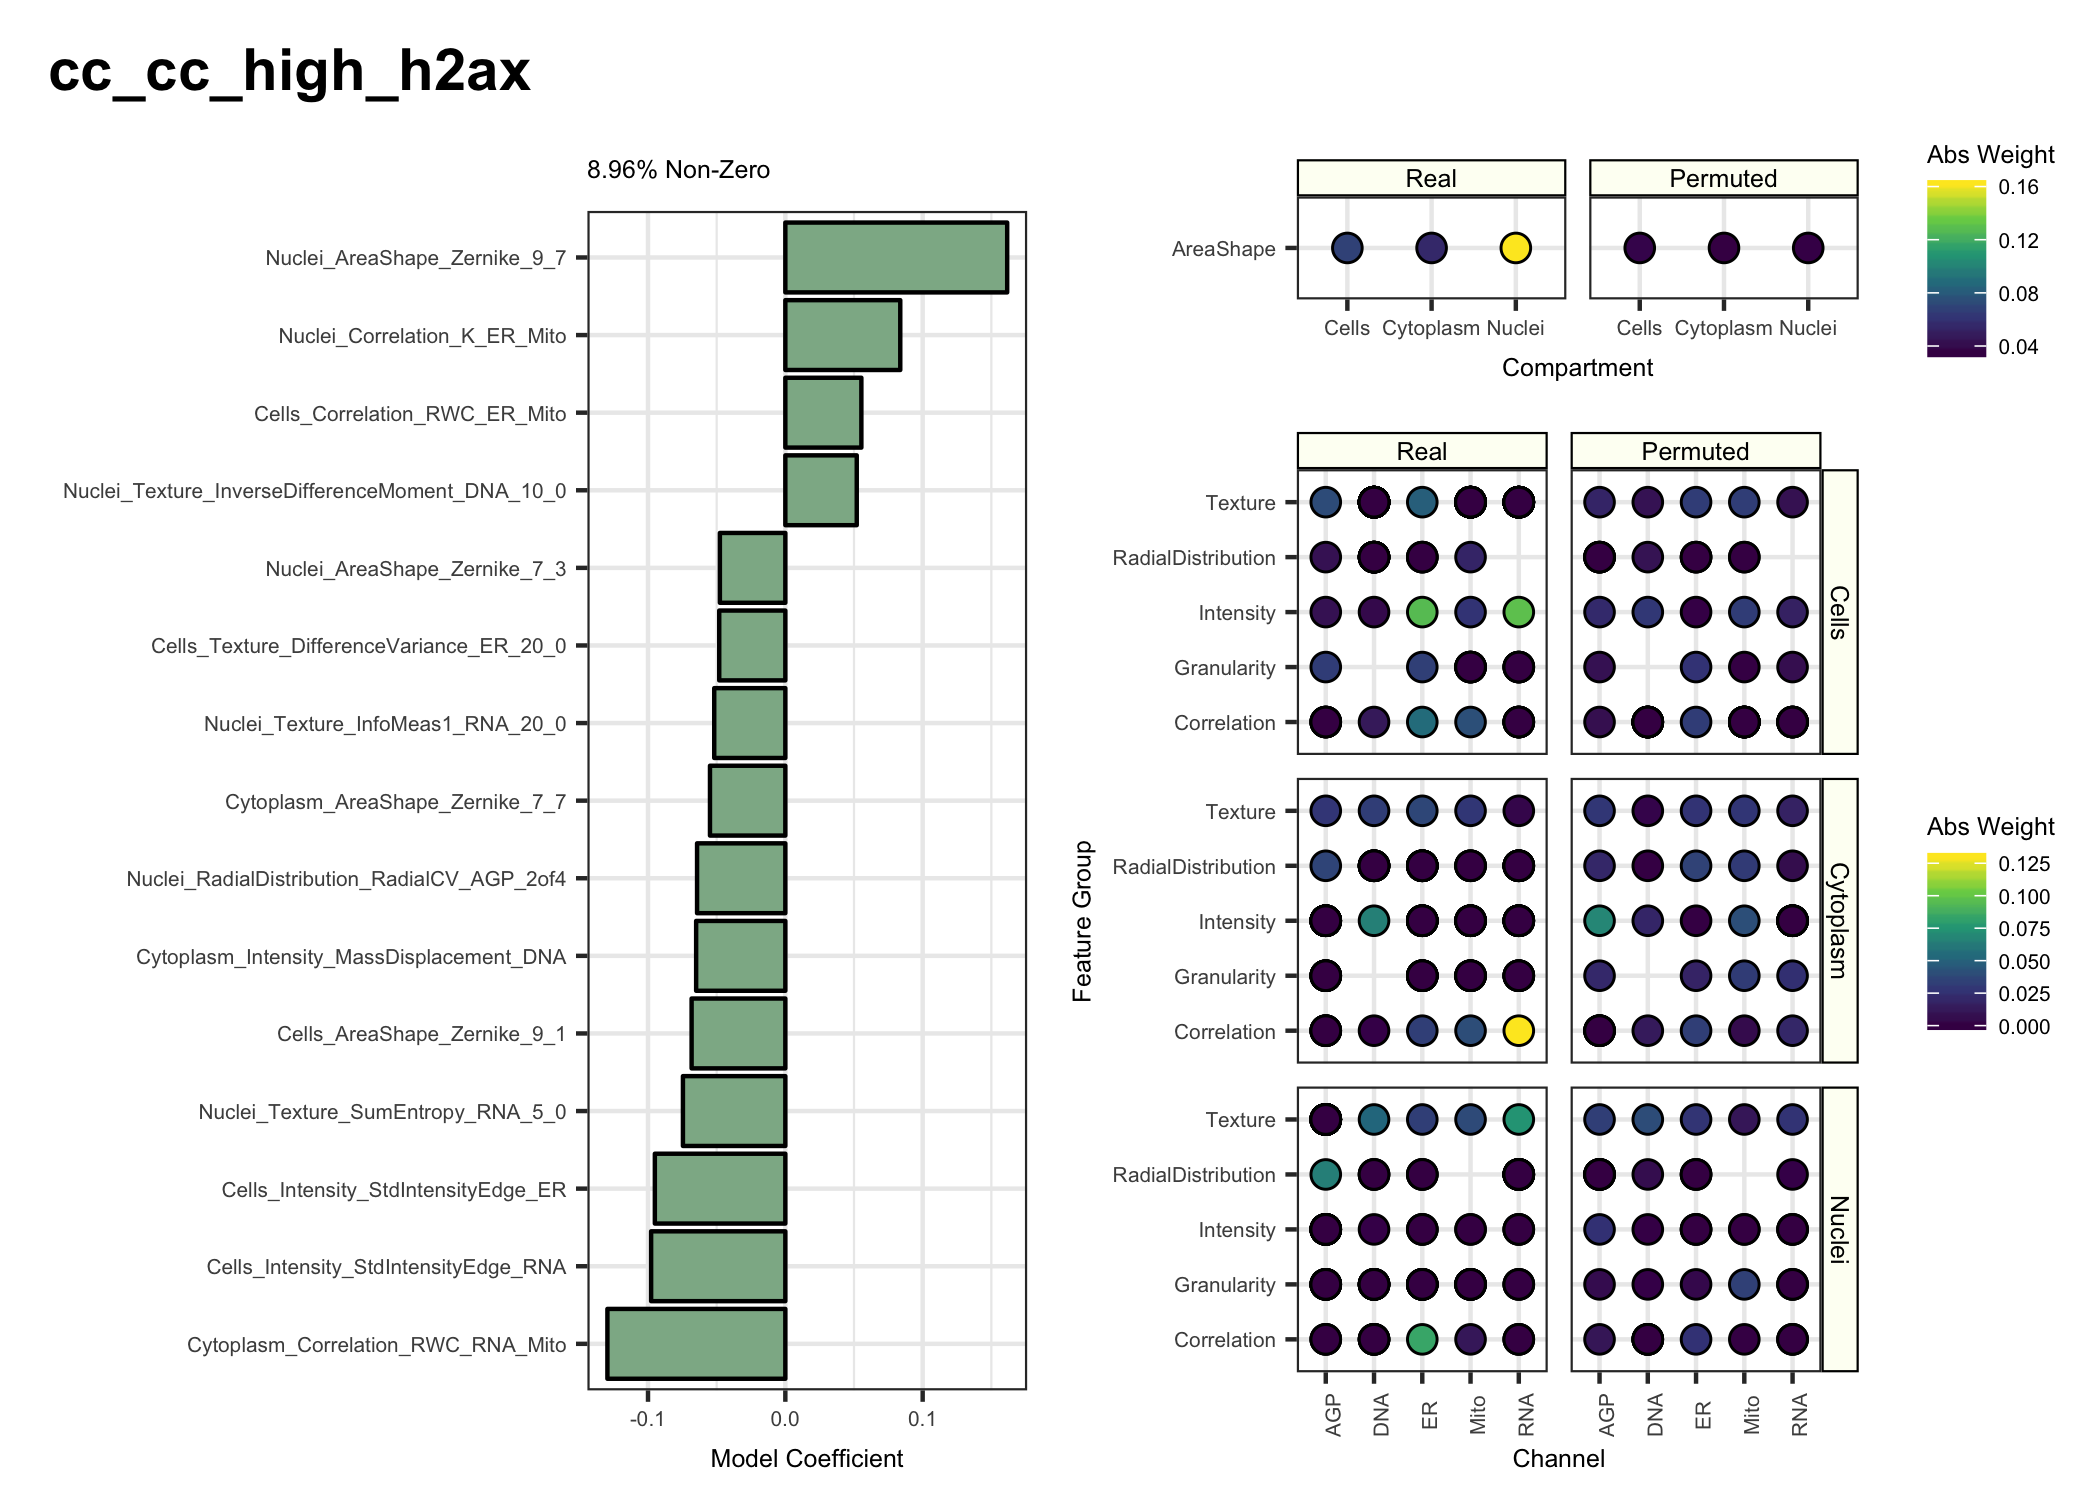 cc_cc_high_h2ax
8.96% Non-Zero
Nuclei_AreaShape_Zernike_9_7
Nuclei_Correlation_K_ER_Mito
Cells_Correlation_RWC_ER_Mito
Nuclei_Texture_InverseDifferenceMoment_DNA_10_0
Nuclei_AreaShape_Zernike_7_3
Cells_Texture_DifferenceVariance_ER_20_0
Nuclei_Texture_InfoMeas1_RNA_20_0
Cytoplasm_AreaShape_Zernike_7_7
Nuclei_RadialDistribution_RadialCV_AGP_2of4
Cytoplasm_Intensity_MassDisplacement_DNA
Cells_AreaShape_Zernike_9_1
Nuclei_Texture_SumEntropy_RNA_5_0
Cells_Intensity_StdIntensityEdge_ER
Cells_Intensity_StdIntensityEdge_RNA
Cytoplasm_Correlation_RWC_RNA_Mito
-0.1 0.0 0.1
Model Coefficient
Real Permuted
AreaShape
Cells Cytoplasm Nuclei Cells Cytoplasm Nuclei
Compartment
Abs Weight
0.16
0.12
0.08
0.04
Real Permuted
Feature Group
Texture
RadialDistribution
Intensity
Granularity
Correlation
Cells
Texture
RadialDistribution
Intensity
Granularity
Correlation
Cytoplasm
Texture
RadialDistribution
Intensity
Granularity
Correlation
Nuclei
AGP DNA ER Mito RNA AGP DNA ER Mito RNA
Channel
Abs Weight
0.125
0.100
0.075
0.050
0.025
0.000